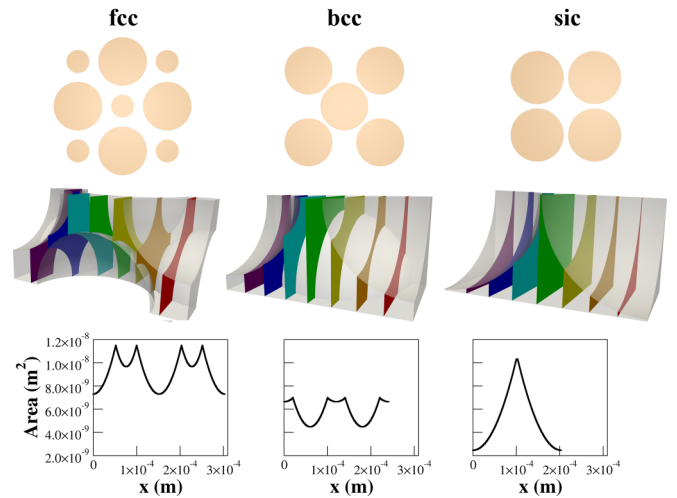 fcc bcc sic
1.2×10⁻⁸
1.0×10⁻⁸
8.0×10⁻⁹
6.0×10⁻⁹
4.0×10⁻⁹
2.0×10⁻⁹
Area (m²)
0 1×10⁻⁴ 2×10⁻⁴ 3×10⁻⁴ 0 1×10⁻⁴ 2×10⁻⁴ 3×10⁻⁴ 0 1×10⁻⁴ 2×10⁻⁴ 3×10⁻⁴
x (m) x (m) x (m)